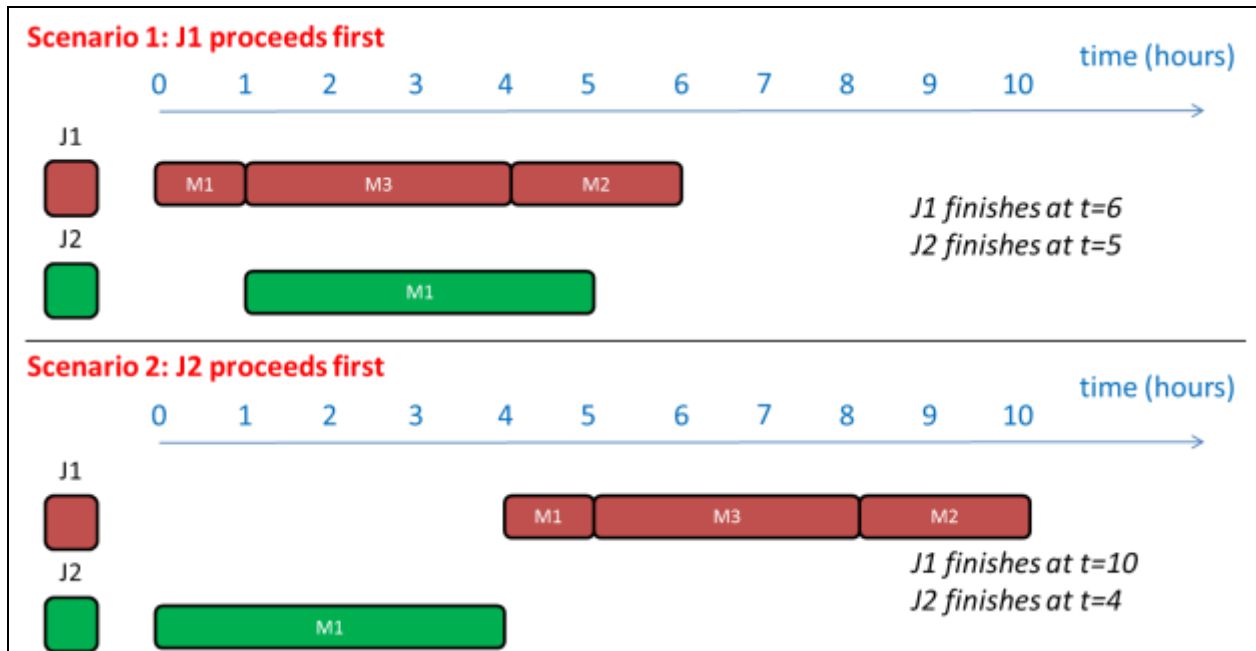 Scenario 1: J1 proceeds first
time (hours)
0 1 2 3 4 5 6 7 8 9 10
J1
M1 M3 M2
J1 finishes at t=6
J2
J2 finishes at t=5
M1
Scenario 2: J2 proceeds first
time (hours)
0 1 2 3 4 5 6 7 8 9 10
J1
M1 M3 M2
J1 finishes at t=10
J2
J2 finishes at t=4
M1